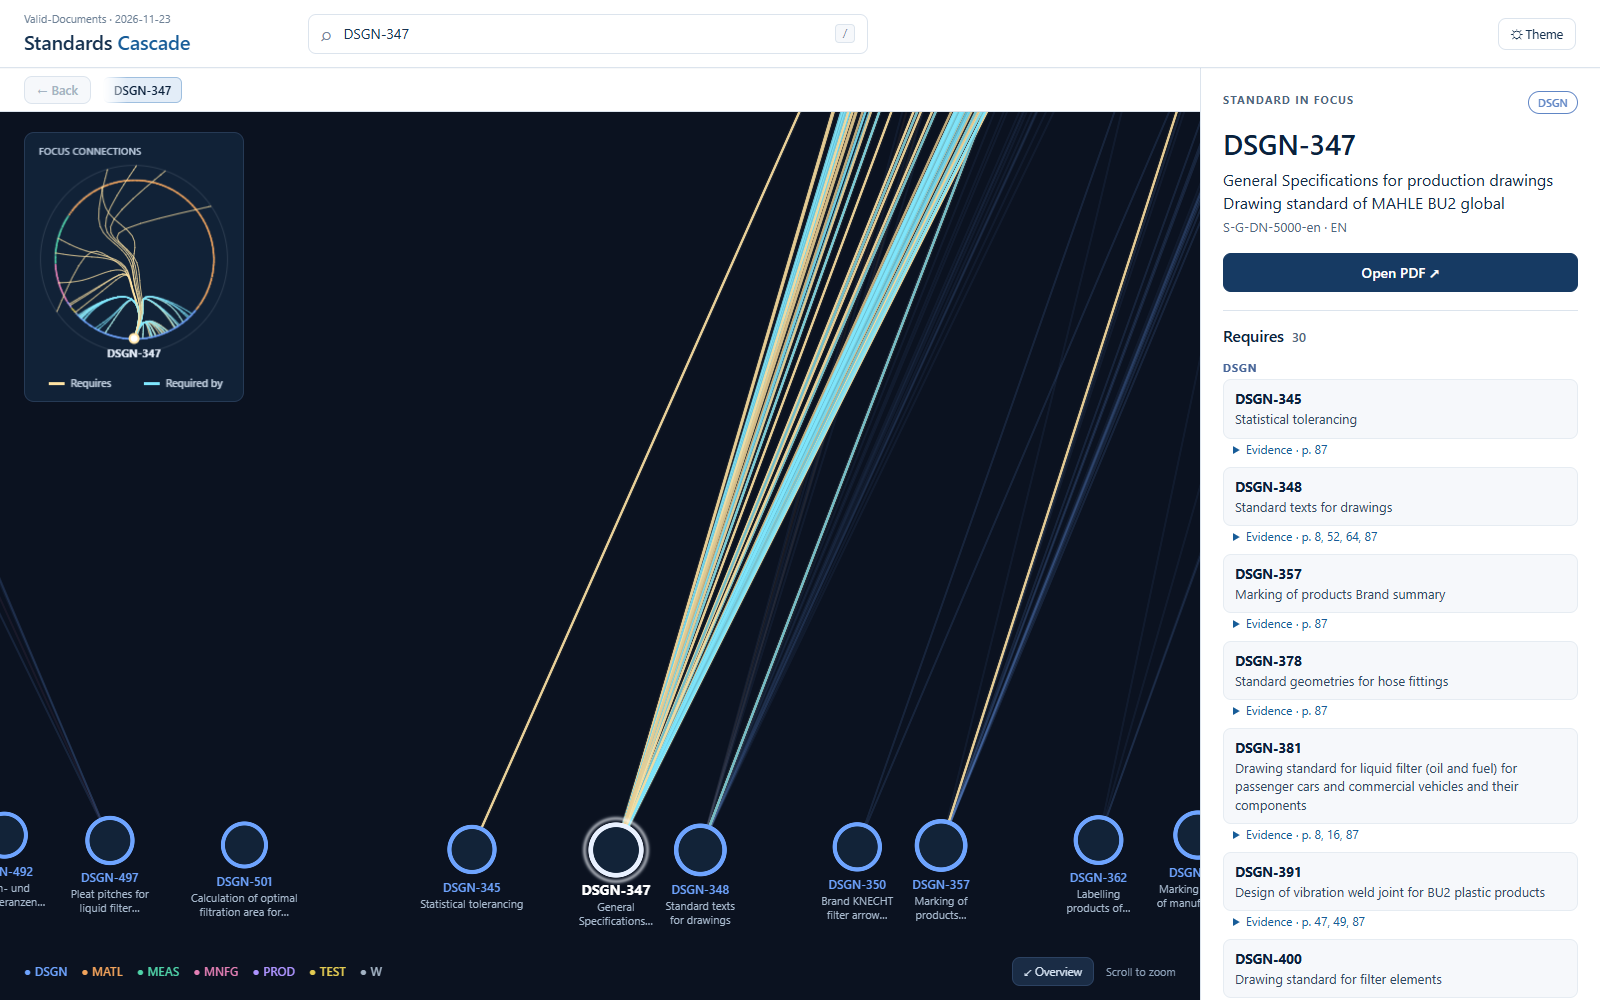 Valid-Documents · 2026-11-23
Standards Cascade
DSGN-347
/
Theme
← Back
DSGN-347
FOCUS CONNECTIONS
DSGN-347
Requires
Required by
N-492
n- und
eranzen...
DSGN-497
Pleat pitches for
liquid filter...
DSGN-501
Calculation of optimal
filtration area for...
DSGN-345
Statistical tolerancing
DSGN-347
General
Specifications...
DSGN-348
Standard texts
for drawings
DSGN-350
Brand KNECHT
filter arrow...
DSGN-357
Marking of
products...
DSGN-362
Labelling
products of...
DSGN
Marking
of manuf
DSGN
MATL
MEAS
MNFG
PROD
TEST
W
↙ Overview
Scroll to zoom
STANDARD IN FOCUS
DSGN
DSGN-347
General Specifications for production drawings
Drawing standard of MAHLE BU2 global
S-G-DN-5000-en · EN
Open PDF ↗
Requires 30
DSGN
DSGN-345
Statistical tolerancing
▶ Evidence · p. 87
DSGN-348
Standard texts for drawings
▶ Evidence · p. 8, 52, 64, 87
DSGN-357
Marking of products Brand summary
▶ Evidence · p. 87
DSGN-378
Standard geometries for hose fittings
▶ Evidence · p. 87
DSGN-381
Drawing standard for liquid filter (oil and fuel) for
passenger cars and commercial vehicles and their
components
▶ Evidence · p. 8, 16, 87
DSGN-391
Design of vibration weld joint for BU2 plastic products
▶ Evidence · p. 47, 49, 87
DSGN-400
Drawing standard for filter elements